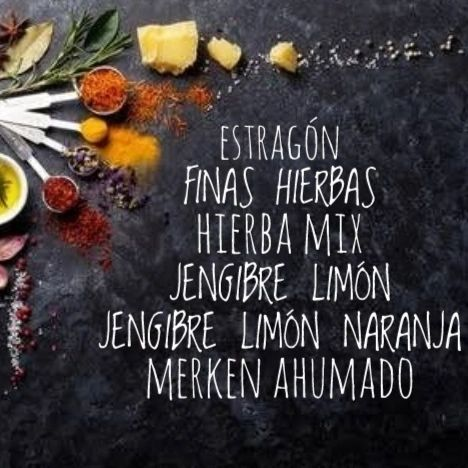 ESTRAGÓN
FINAS HIERBAS
HIERBA MIX
JENGIBRE LIMÓN
JENGIBRE LIMÓN NARANJA
MERKEN AHUMADO